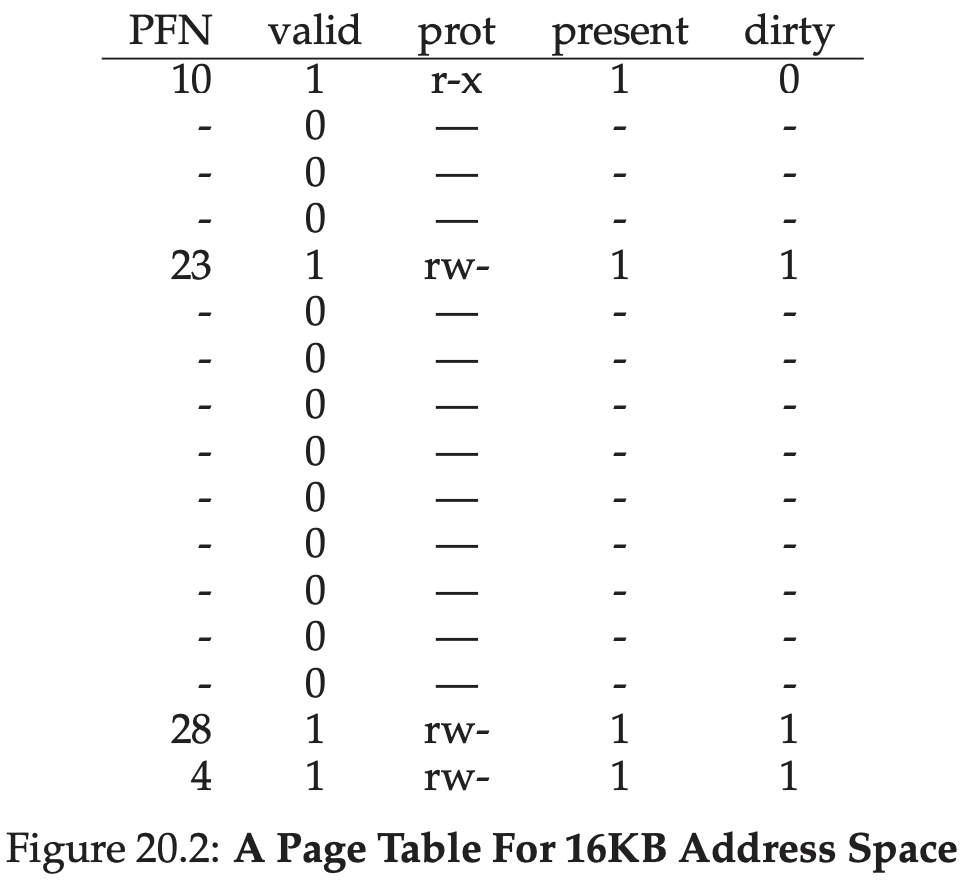 PFN valid prot present dirty
10 1 r-x 1 0
- 0 — - -
- 0 — - -
- 0 — - -
23 1 rw- 1 1
- 0 — - -
- 0 — - -
- 0 — - -
- 0 — - -
- 0 — - -
- 0 — - -
- 0 — - -
- 0 — - -
- 0 — - -
28 1 rw- 1 1
4 1 rw- 1 1
Figure 20.2: A Page Table For 16KB Address Space